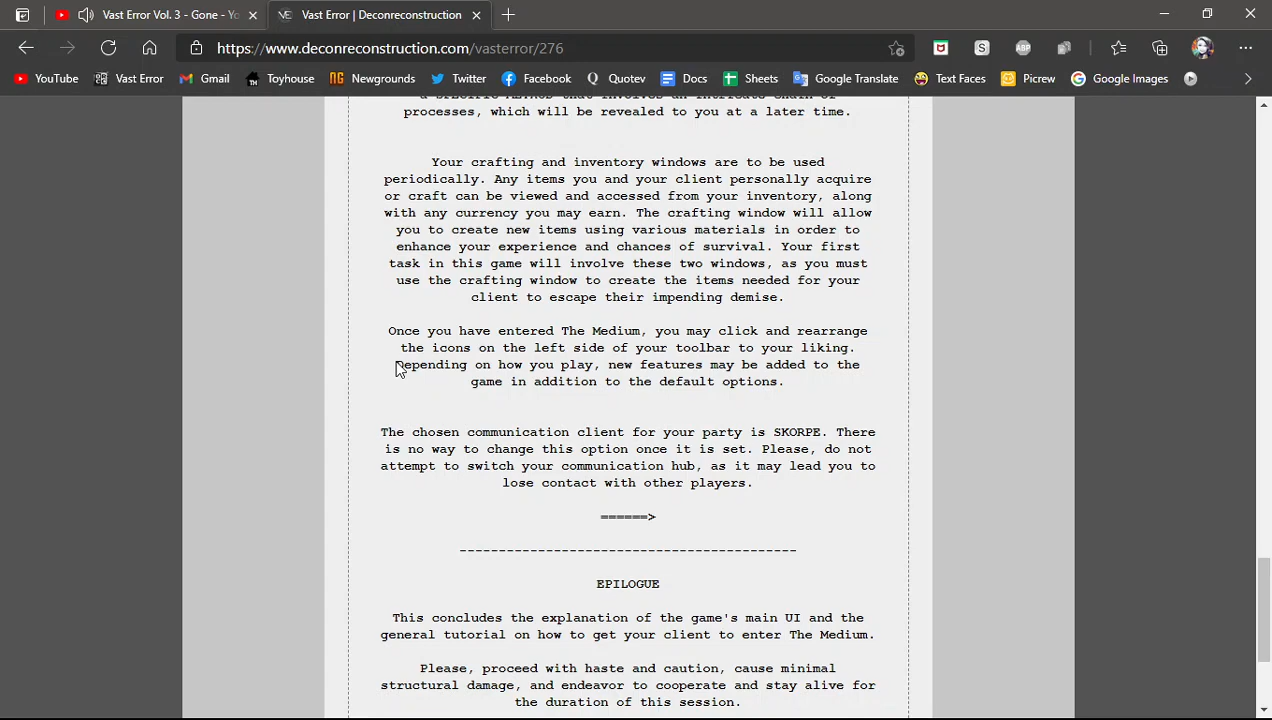 Vast Error Vol. 3 - Gone - Yo
Vast Error | Deconreconstruction
https://www.deconreconstruction.com/vasterror/276
YouTube
Vast Error
Gmail
Toyhouse
Newgrounds
Twitter
Facebook
Quotev
Docs
Sheets
Google Translate
Text Faces
Picrew
Google Images
processes, which will be revealed to you at a later time.
Your crafting and inventory windows are to be used
periodically. Any items you and your client personally acquire
or craft can be viewed and accessed from your inventory, along
with any currency you may earn. The crafting window will allow
you to create new items using various materials in order to
enhance your experience and chances of survival. Your first
task in this game will involve these two windows, as you must
use the crafting window to create the items needed for your
client to escape their impending demise.
Once you have entered The Medium, you may click and rearrange
the icons on the left side of your toolbar to your liking.
Depending on how you play, new features may be added to the
game in addition to the default options.
The chosen communication client for your party is SKORPE. There
is no way to change this option once it is set. Please, do not
attempt to switch your communication hub, as it may lead you to
lose contact with other players.
======>
-------------------------------------------
EPILOGUE
This concludes the explanation of the game's main UI and the
general tutorial on how to get your client to enter The Medium.
Please, proceed with haste and caution, cause minimal
structural damage, and endeavor to cooperate and stay alive for
the duration of this session.